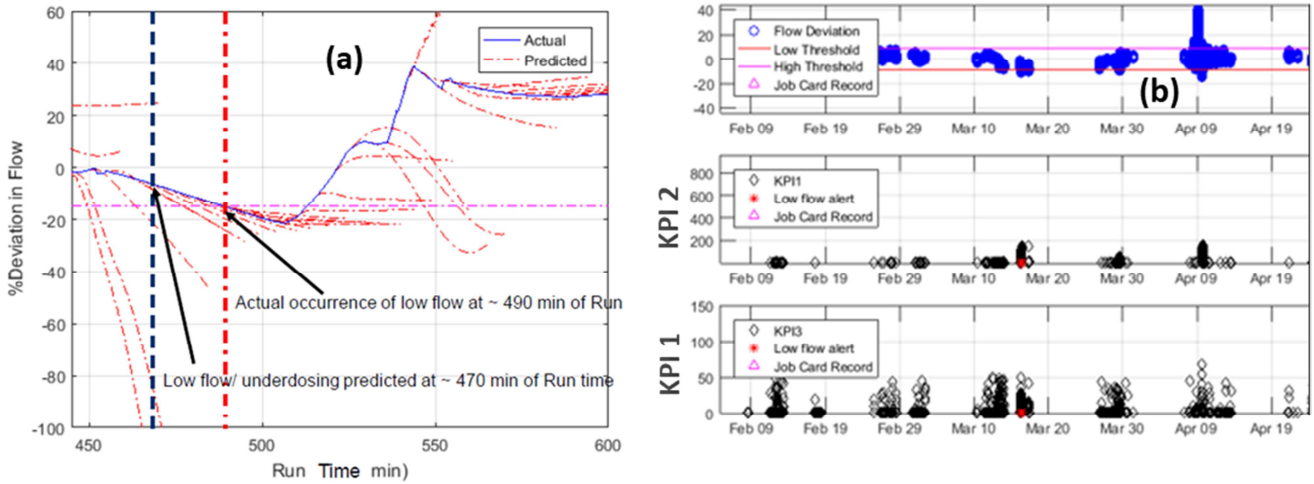 (a)
Actual
Predicted
60
40
20
0
-20
-40
-60
-80
-100
%Deviation in Flow
Actual occurrence of low flow at ~ 490 min of Run
Low flow/ underdosing predicted at ~ 470 min of Run time
450
500
550
600
Run Time min)
(b)
40
20
0
-20
-40
Flow Deviation
Low Threshold
High Threshold
Job Card Record
Feb 09
Feb 19
Feb 29
Mar 10
Mar 20
Mar 30
Apr 09
Apr 19
KPI 2
800
600
400
200
KPI1
Low flow alert
Job Card Record
Feb 09
Feb 19
Feb 29
Mar 10
Mar 20
Mar 30
Apr 09
Apr 19
KPI 1
150
100
50
0
KPI3
Low flow alert
Job Card Record
Feb 09
Feb 19
Feb 29
Mar 10
Mar 20
Mar 30
Apr 09
Apr 19